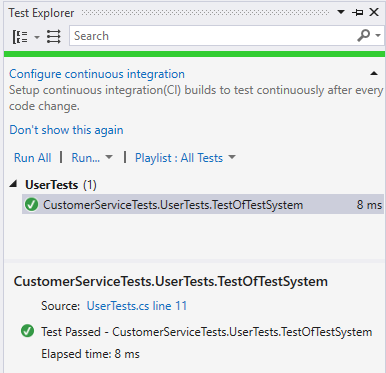 Test Explorer
Search
Configure continuous integration
Setup continuous integration(CI) builds to test continuously after every
code change.
Don't show this again
Run All | Run... | Playlist : All Tests
UserTests (1)
CustomerServiceTests.UserTests.TestOfTestSystem 8 ms
CustomerServiceTests.UserTests.TestOfTestSystem
Source: UserTests.cs line 11
Test Passed - CustomerServiceTests.UserTests.TestOfTestSystem
Elapsed time: 8 ms